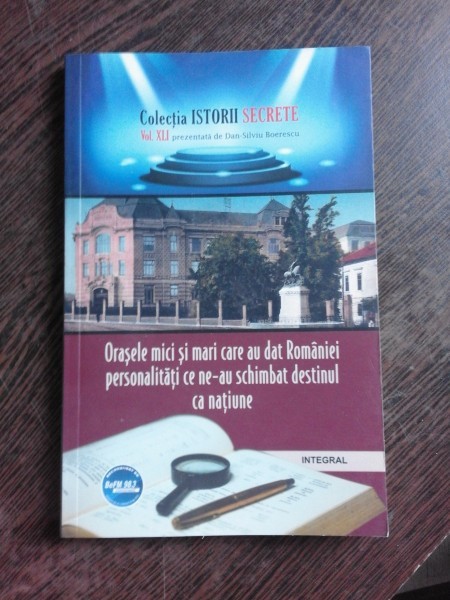 Colecția ISTORII SECRETE
Vol. XLI prezentată de Dan-Silviu Boerescu
Orașele mici și mari care au dat României
personalități ce ne-au schimbat destinul
ca națiune
INTEGRAL